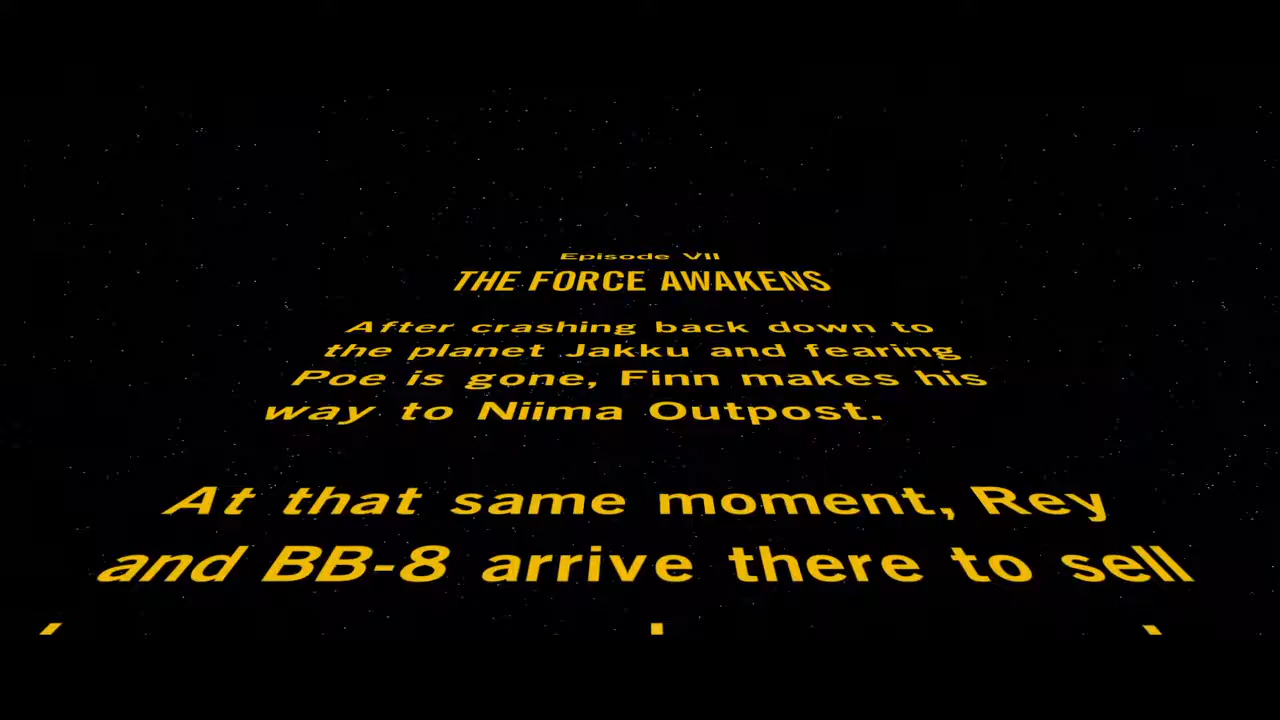 Episode VII
THE FORCE AWAKENS
After crashing back down to
the planet Jakku and fearing
Poe is gone, Finn makes his
way to Niima Outpost.
At that same moment, Rey
and BB-8 arrive there to sell